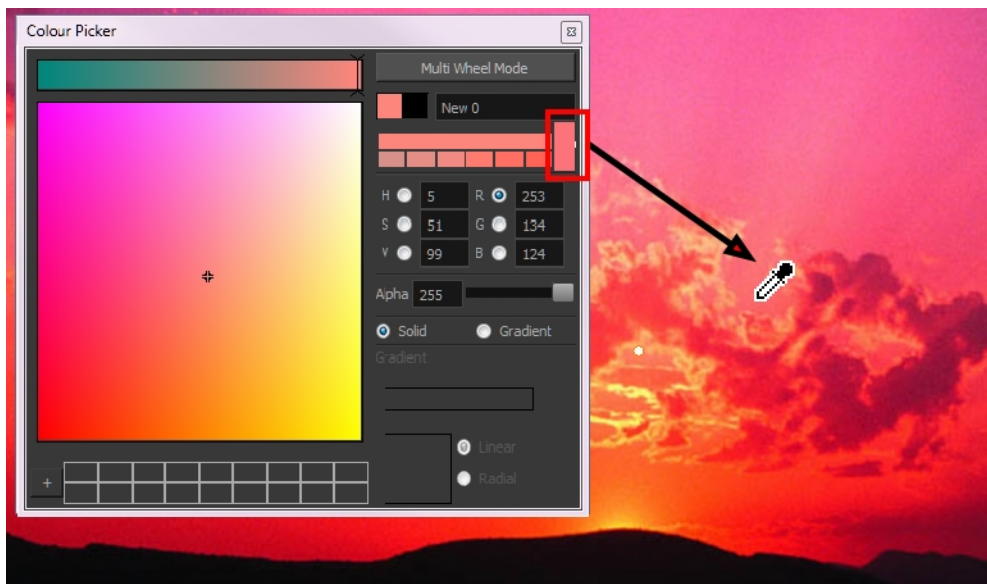 Colour Picker
Multi Wheel Mode
New 0
H 5 R 253
S 51 G 134
V 99 B 124
Alpha 255
Solid Gradient
Gradient
Linear
Radial
+